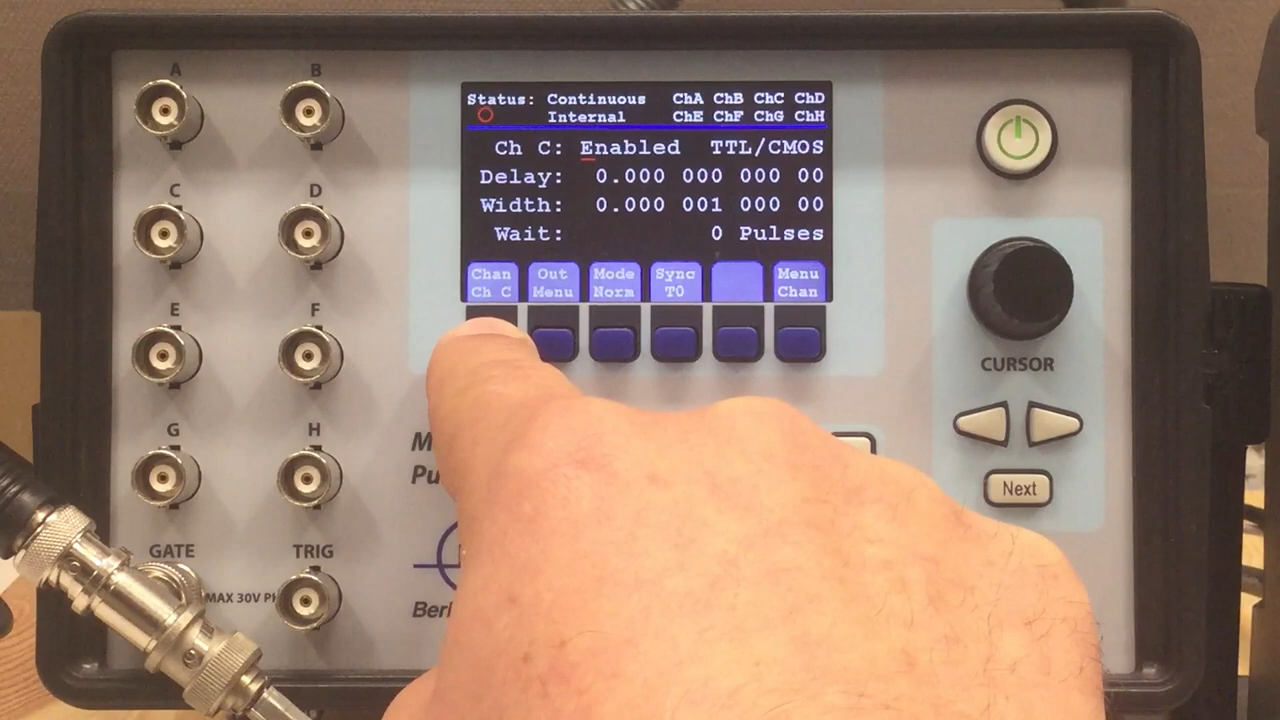 A B
C D
E F
G H
GATE TRIG
MAX 30V
Status: Continuous ChA ChB ChC ChD
Internal ChE ChF ChG ChH
Ch C: Enabled TTL/CMOS
Delay: 0.000 000 000 00
Width: 0.000 001 000 00
Wait: 0 Pulses
Chan Out Mode Sync Menu
Ch C Menu Norm T0 Chan
CURSOR
Next